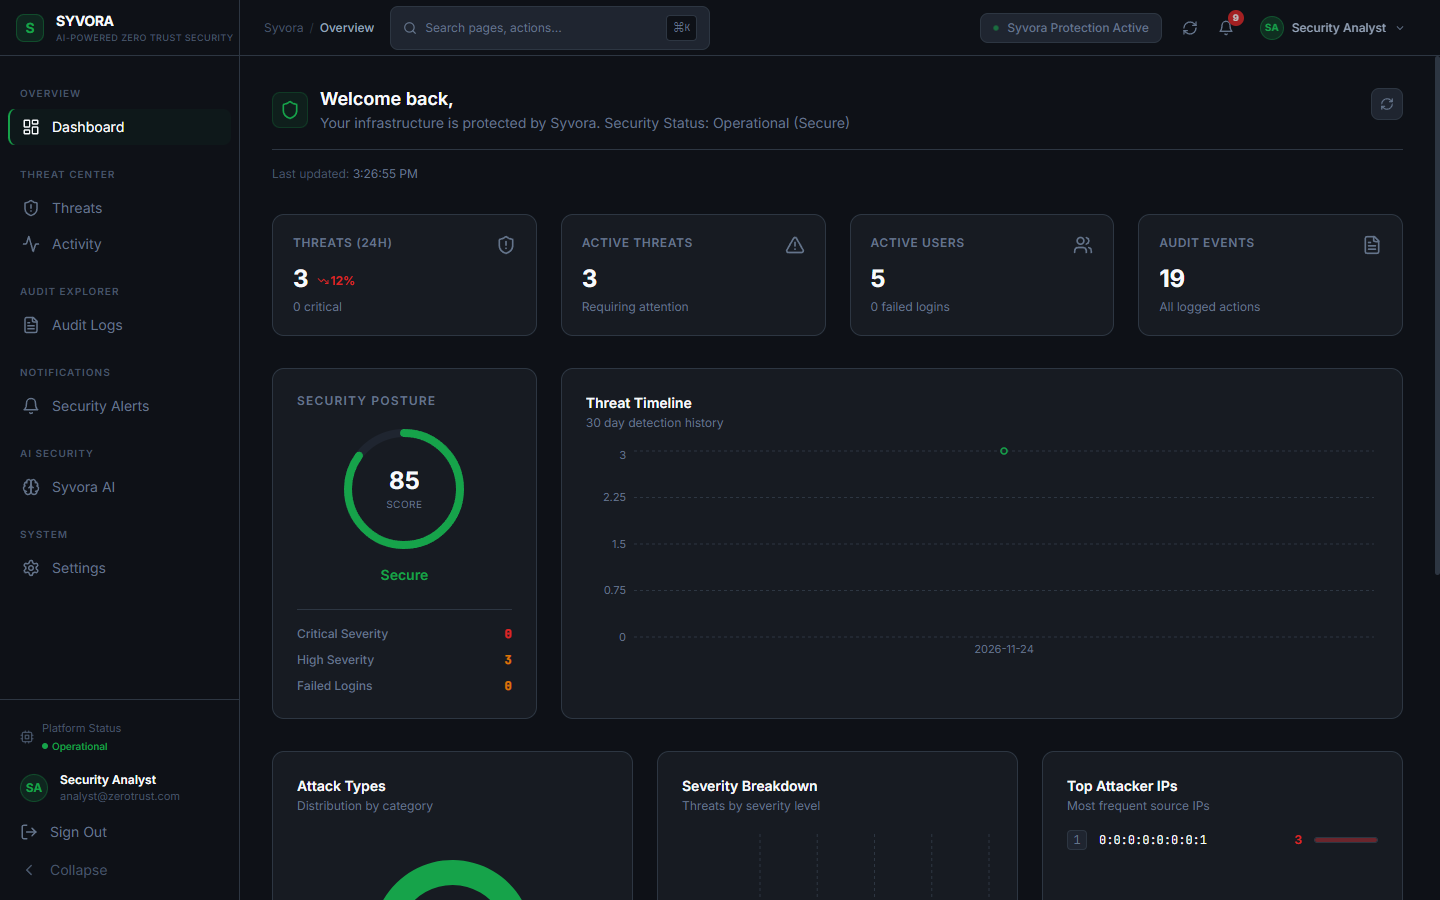 S
SYVORA
AI-POWERED ZERO TRUST SECURITY
Syvora / Overview
Search pages, actions...
⌘K
Syvora Protection Active
9
SA
Security Analyst
OVERVIEW
Dashboard
THREAT CENTER
Threats
Activity
AUDIT EXPLORER
Audit Logs
NOTIFICATIONS
Security Alerts
AI SECURITY
Syvora AI
SYSTEM
Settings
Platform Status
Operational
SA
Security Analyst
analyst@zerotrust.com
Sign Out
Collapse
Welcome back,
Your infrastructure is protected by Syvora. Security Status: Operational (Secure)
Last updated: 3:26:55 PM
THREATS (24H)
3 12%
0 critical
ACTIVE THREATS
3
Requiring attention
ACTIVE USERS
5
0 failed logins
AUDIT EVENTS
19
All logged actions
SECURITY POSTURE
85
SCORE
Secure
Critical Severity 0
High Severity 3
Failed Logins 0
Threat Timeline
30 day detection history
3
2.25
1.5
0.75
0
2026-11-24
Attack Types
Distribution by category
Severity Breakdown
Threats by severity level
Top Attacker IPs
Most frequent source IPs
1 0:0:0:0:0:0:0:1 3